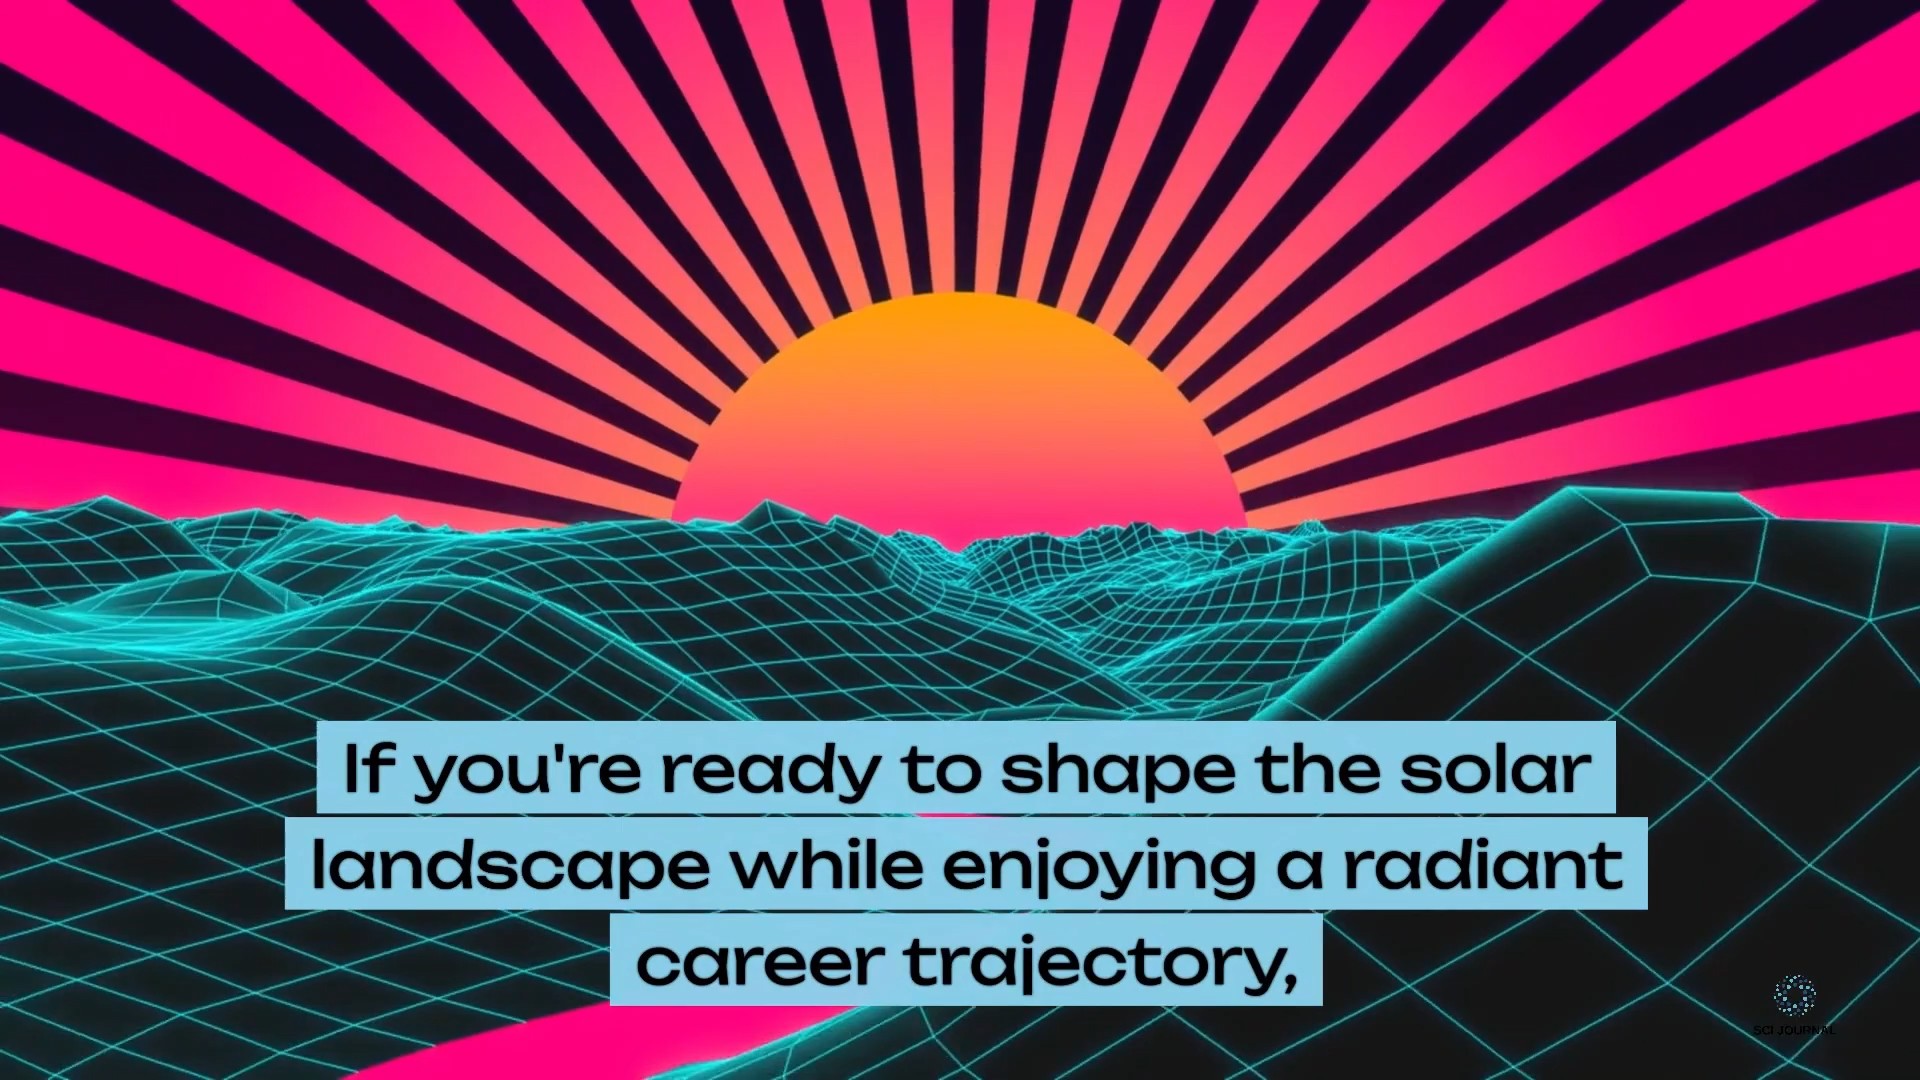 If you're ready to shape the solar
landscape while enjoying a radiant
career trajectory,
SCI JOURNAL